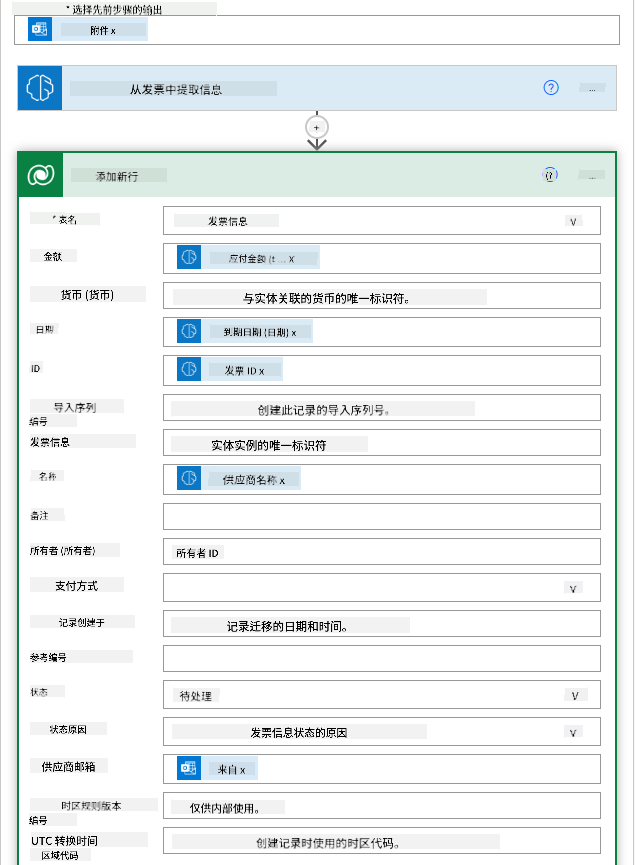 * 选择先前步骤的输出
附件 x
从发票中提取信息
?
...
+
添加新行
...
* 表名
发票信息
V
金额
应付金额 (t ... x
货币 (货币)
与实体关联的货币的唯一标识符。
日期
到期日期 (日期) x
ID
发票 ID x
导入序列
编号
创建此记录的导入序列号。
发票信息
实体实例的唯一标识符
名称
供应商名称 x
备注
所有者 (所有者)
所有者 ID
支付方式
V
记录创建于
记录迁移的日期和时间。
参考编号
状态
待处理
V
状态原因
发票信息状态的原因
V
供应商邮箱
来自 x
时区规则版本
编号
仅供内部使用。
UTC 转换时间
区域代码
创建记录时使用的时区代码。